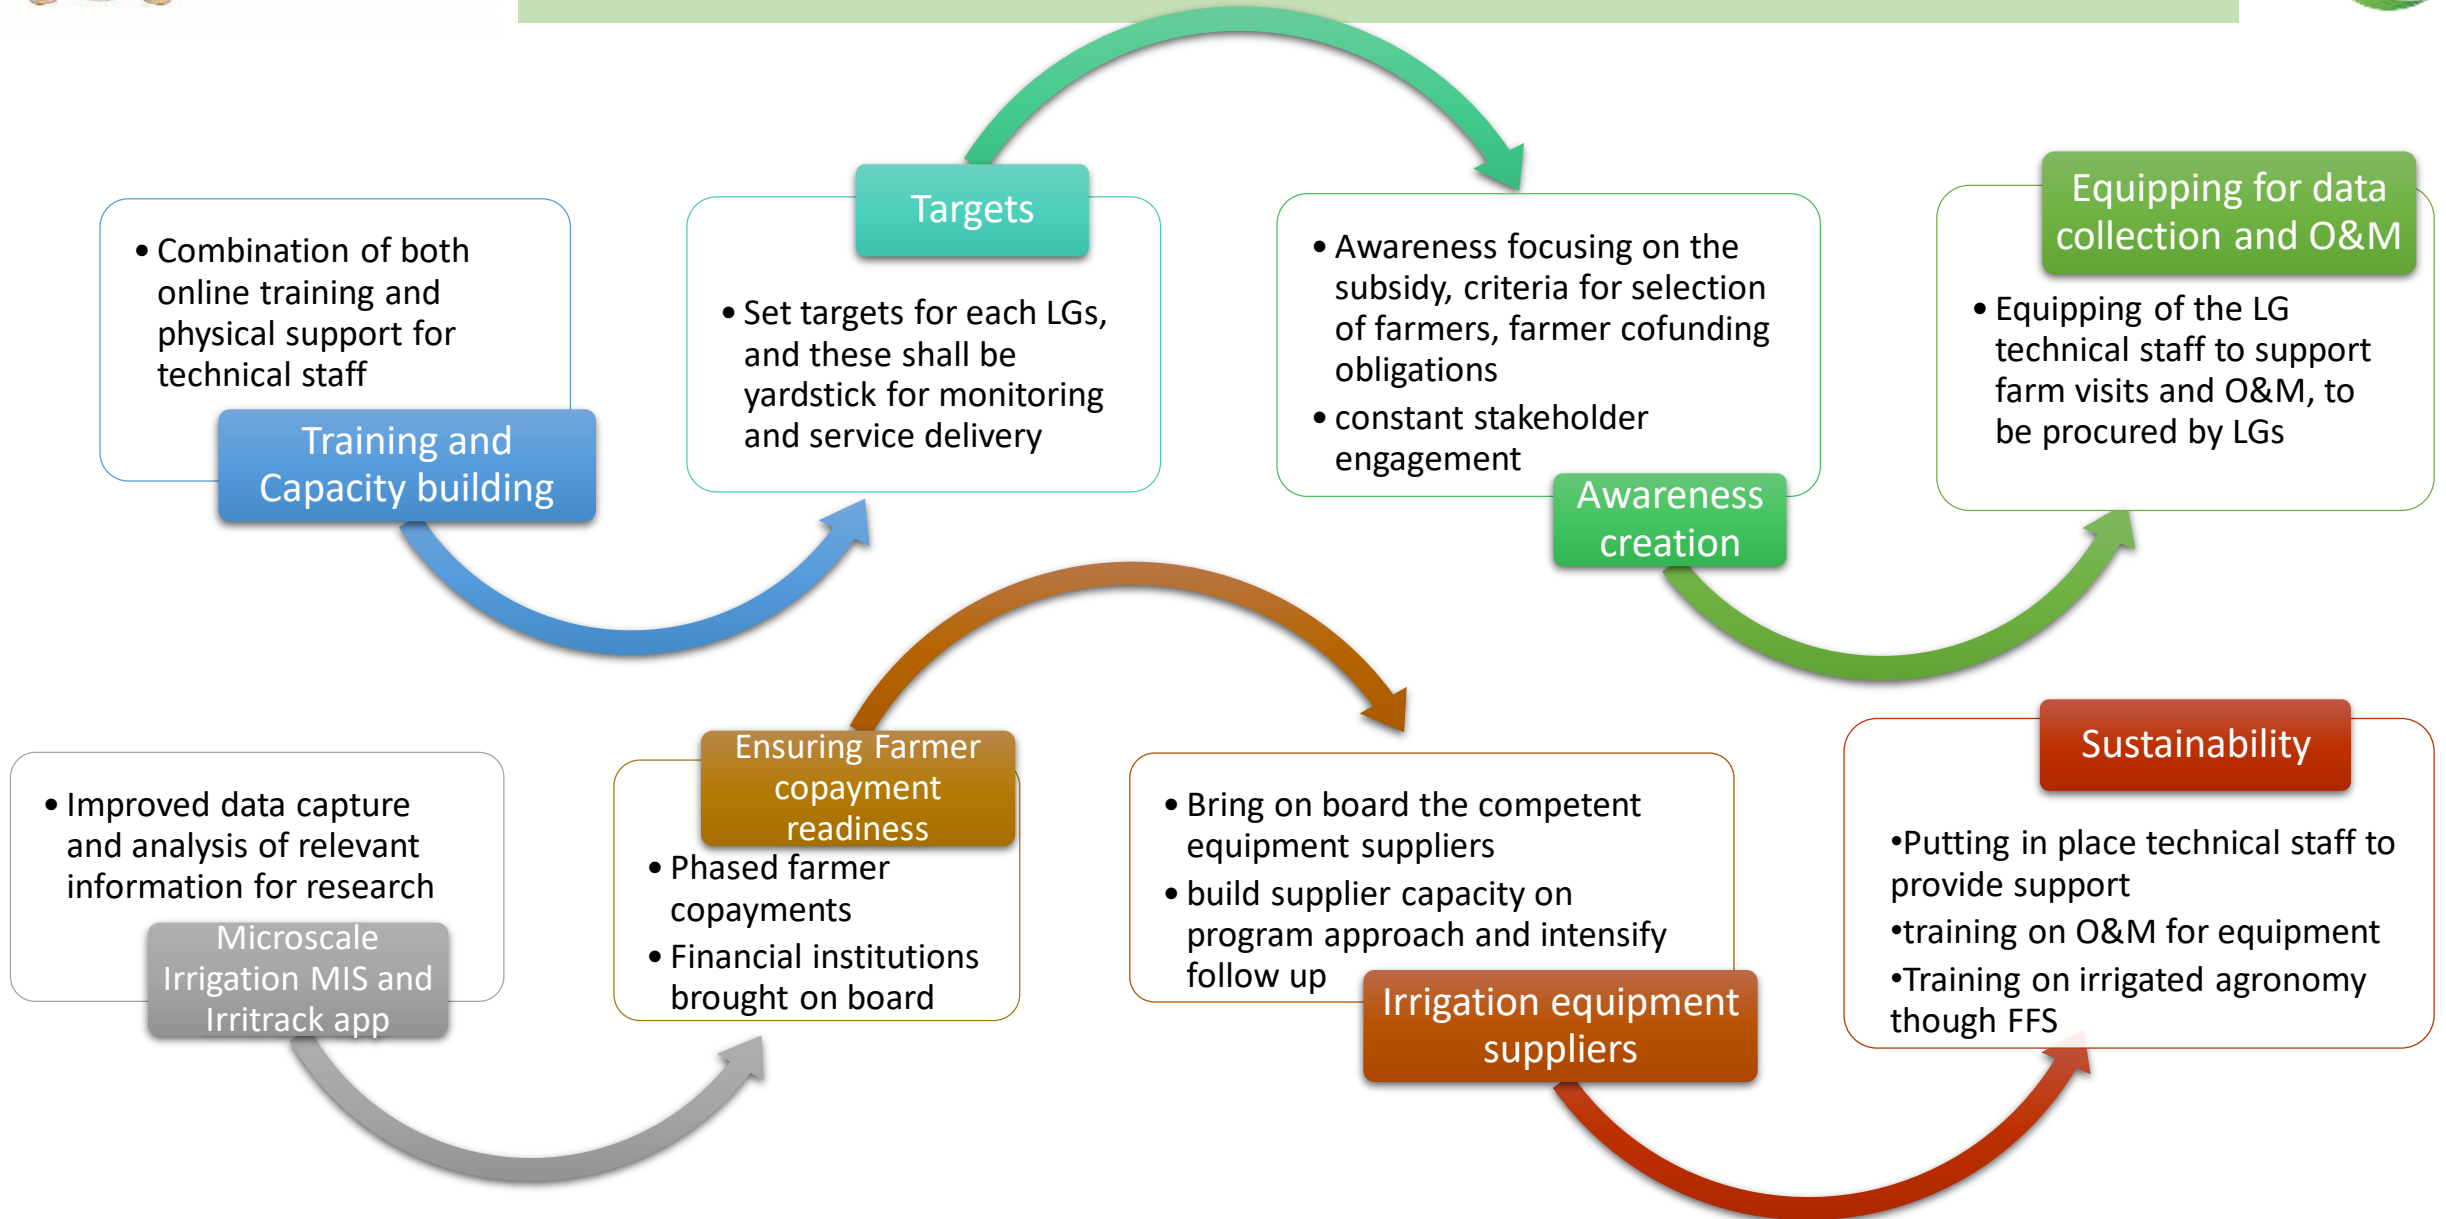 • Combination of both
online training and
physical support for
technical staff
Training and
Capacity building
Targets
• Set targets for each LGs,
and these shall be
yardstick for monitoring
and service delivery
• Awareness focusing on the
subsidy, criteria for selection
of farmers, farmer cofunding
obligations
• constant stakeholder
engagement
Awareness
creation
Equipping for data
collection and O&M
• Equipping of the LG
technical staff to support
farm visits and O&M, to
be procured by LGs
• Improved data capture
and analysis of relevant
information for research
Microscale
Irrigation MIS and
Irritrack app
Ensuring Farmer
copayment
readiness
• Phased farmer
copayments
• Financial institutions
brought on board
• Bring on board the competent
equipment suppliers
• build supplier capacity on
program approach and intensify
follow up
Irrigation equipment
suppliers
Sustainability
•Putting in place technical staff to
provide support
•training on O&M for equipment
•Training on irrigated agronomy
though FFS